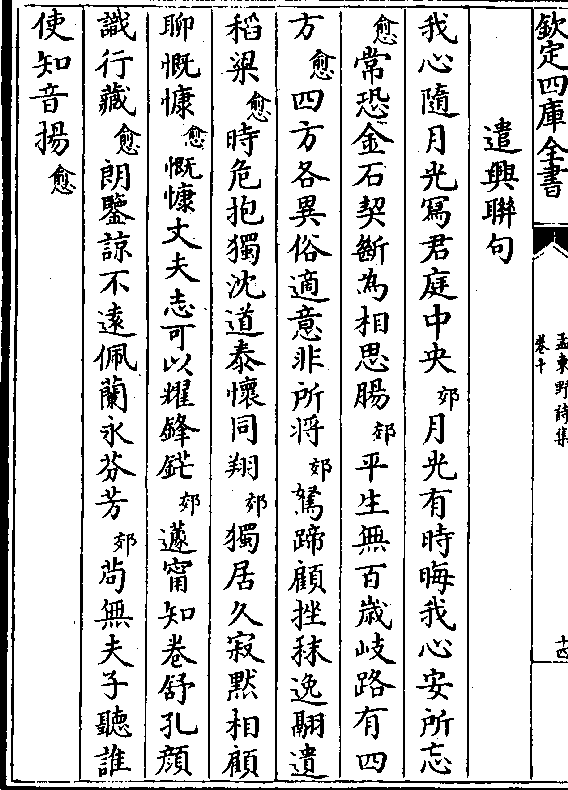 欽定四庫全書
孟東野詩集
卷十
十四
遣興聯句
我心隨月光寫君庭中央郊月光有時晦我心安所忘
愈常恐金石契斷為相思腸郊平生無百歳岐路有四
方愈四方各異俗適意非所將郊駑蹄顧挫秣逸翮遺
稻粱愈時危抱獨沈道泰懷同翔郊獨居久寂默相顧
聊慨慷愈慨慷丈夫志可以耀鋒鋩郊蘧甯知卷舒孔顔
識行藏愈朗鑒諒不逺佩蘭永芬芳郊茍無夫子聽誰
使知音揚愈